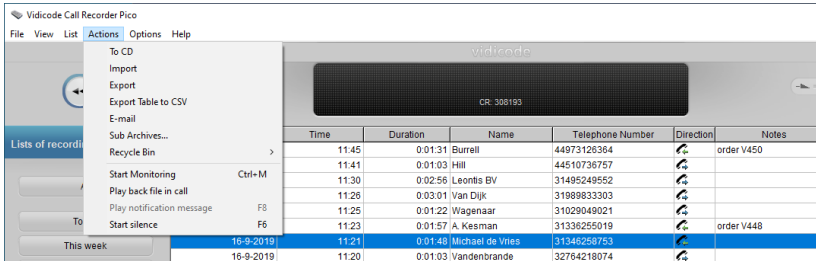 Vidicode Call Recorder Pico
File View List Actions Options Help
vidicode
To CD
Import
Export
Export Table to CSV
E-mail
Sub Archives...
Recycle Bin >
Start Monitoring Ctrl+M
Play back file in call
Play notification message F8
Start silence F6
CR: 308193
Lists of recordi
To
This week
Time Duration Name Telephone Number Direction Notes
11:45 0:01:31 Burrell 44973126364 order V450
11:41 0:01:03 Hill 44510736757
11:30 0:02:56 Leontis BV 31495249552
11:26 0:03:01 Van Dijk 31989833303
11:25 0:01:22 Wagenaar 31029049021
11:23 0:01:57 A. Kesman 31336255019 order V448
16-9-2019 11:21 0:01:48 Michael de Vries 31346258753
16-9-2019 11:20 0:01:03 Vandenbrande 32764218074